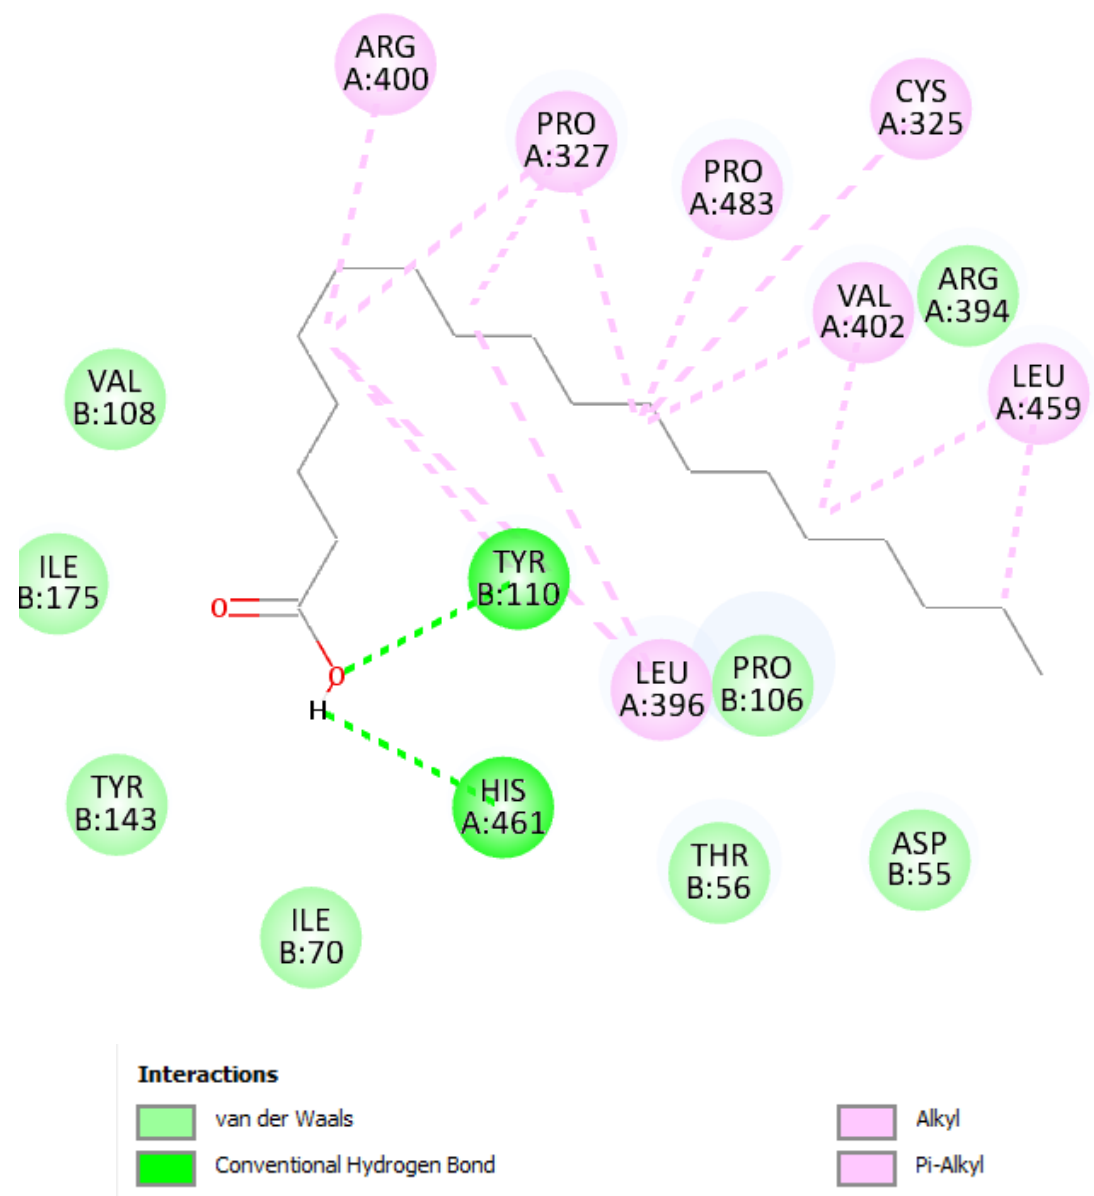 ARG
A:400
PRO
A:327
PRO
A:483
CYS
A:325
VAL
A:402
ARG
A:394
LEU
A:459
VAL
B:108
ILE
B:175
TYR
B:110
O
O
H
LEU
A:396
PRO
B:106
TYR
B:143
HIS
A:461
THR
B:56
ASP
B:55
ILE
B:70
Interactions
van der Waals
Conventional Hydrogen Bond
Alkyl
Pi-Alkyl